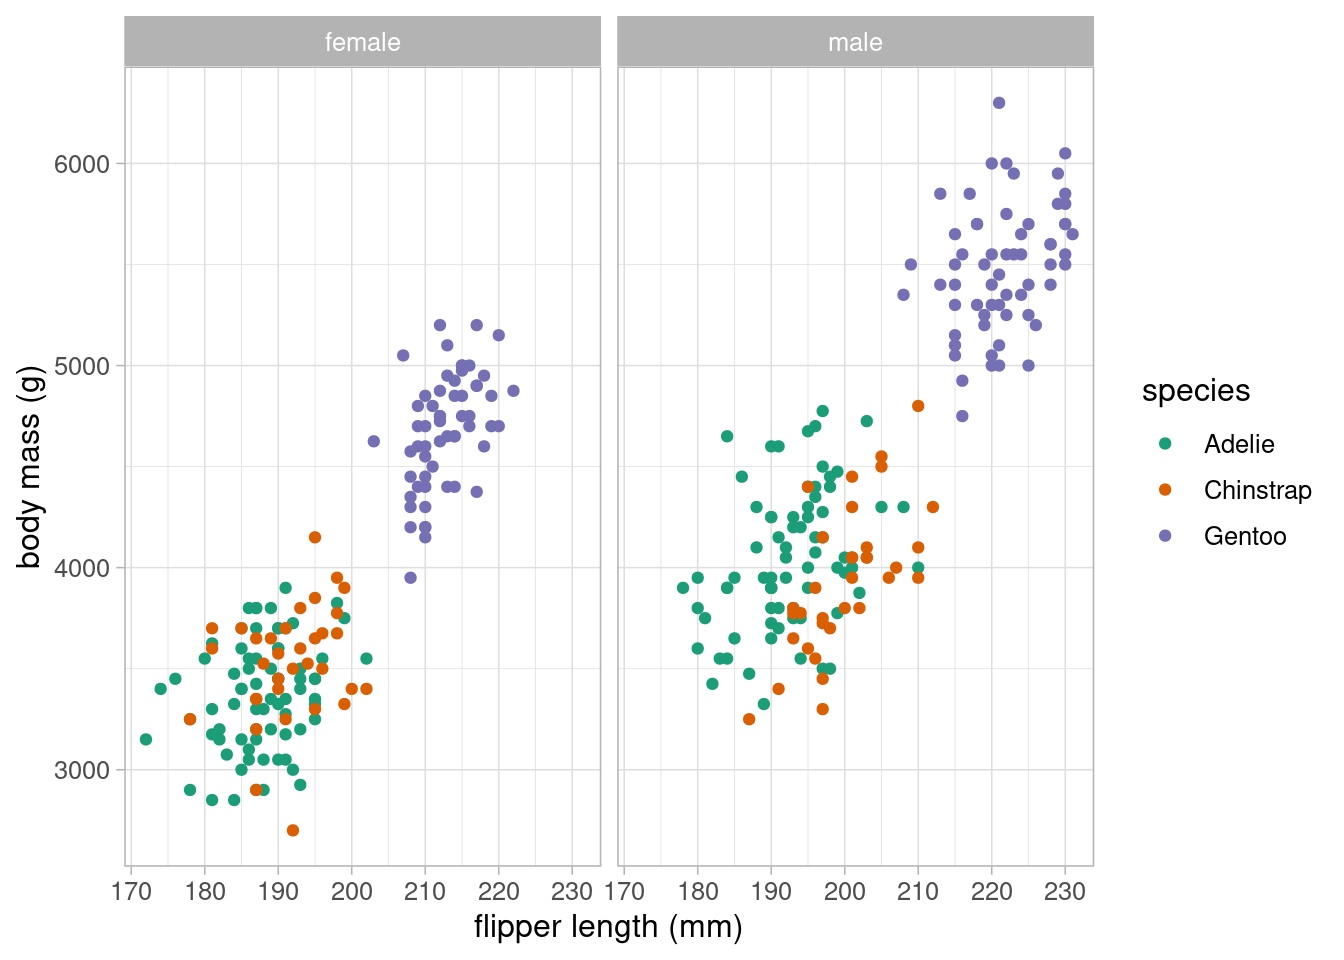 female male
6000
5000
4000
3000
body mass (g)
170 180 190 200 210 220 230 170 180 190 200 210 220 230
flipper length (mm)
species
Adelie
Chinstrap
Gentoo